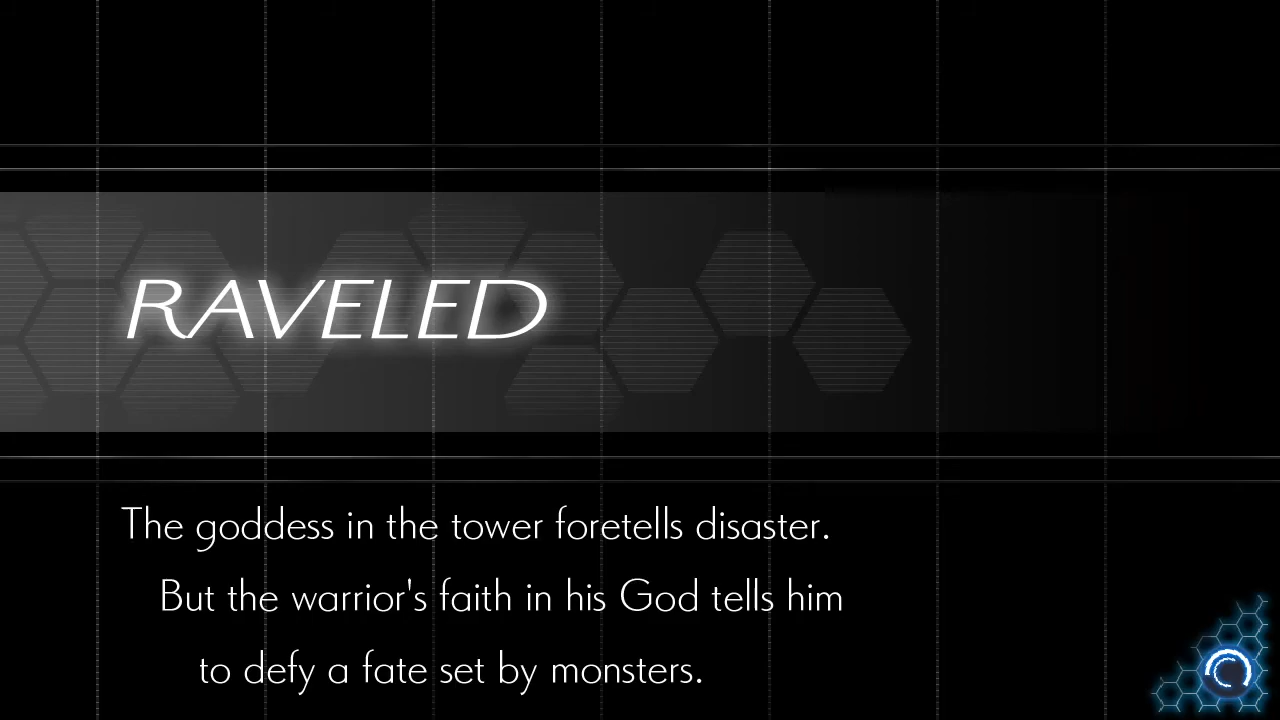 RAVELED
The goddess in the tower foretells disaster.
But the warrior's faith in his God tells him
to defy a fate set by monsters.